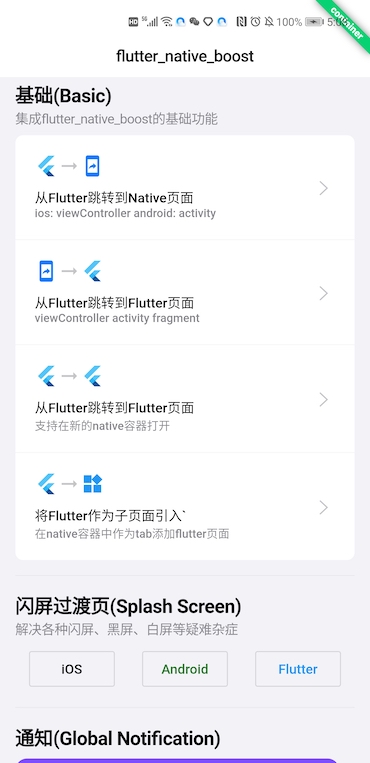 100% 5:03
continer
flutter_native_boost
基础(Basic)
集成flutter_native_boost的基础功能
从Flutter跳转到Native页面
ios: viewController android: activity
从Flutter跳转到Flutter页面
viewController activity fragment
从Flutter跳转到Flutter页面
支持在新的native容器打开
将Flutter作为子页面引入`
在native容器中作为tab添加flutter页面
闪屏过渡页(Splash Screen)
解决各种闪屏、黑屏、白屏等疑难杂症
iOS
Android
Flutter
通知(Global Notification)